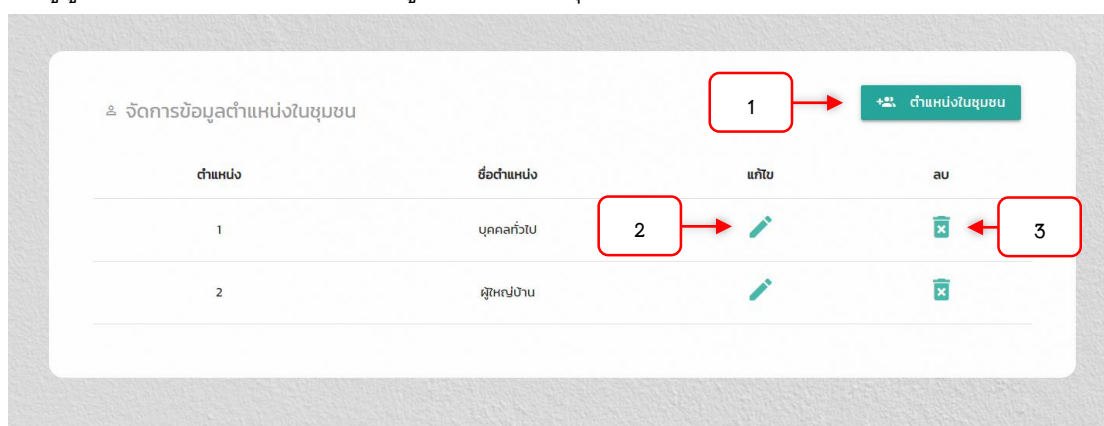 จัดการข้อมูลตำแหน่งในชุมชน
1
ตำแหน่งในชุมชน
ตำแหน่ง ชื่อตำแหน่ง แก้ไข ลบ
1 บุคคลทั่วไป 2 3
2 ผู้ใหญ่บ้าน